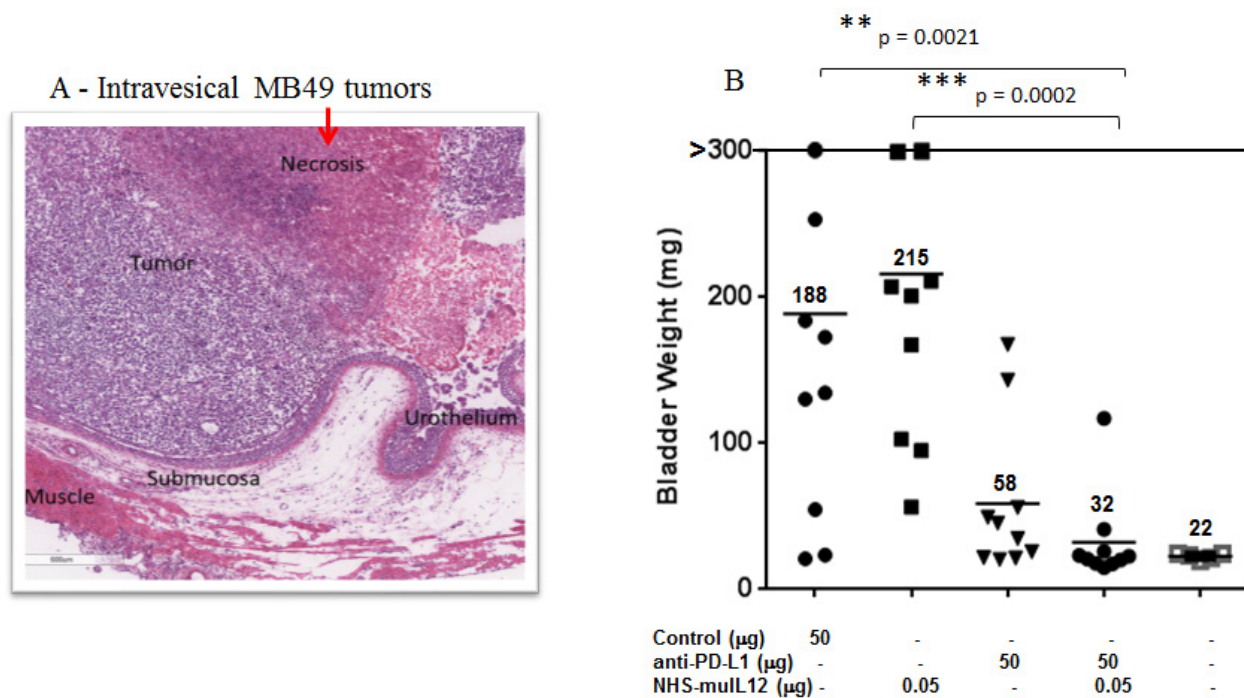 A - Intravesical MB49 tumors
Necrosis
Tumor
Urothelium
Submucosa
Muscle
600um
B
** p = 0.0021
*** p = 0.0002
Bladder Weight (mg)
>300
200
100
0
188
215
58
32
22
Control (µg) 50 - - - -
anti-PD-L1 (µg) - - 50 50 -
NHS-muIL12 (µg) - 0.05 - 0.05 -